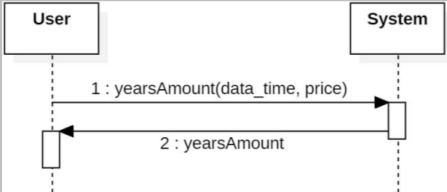 User
System
1 : yearsAmount(data_time, price)
2 : yearsAmount